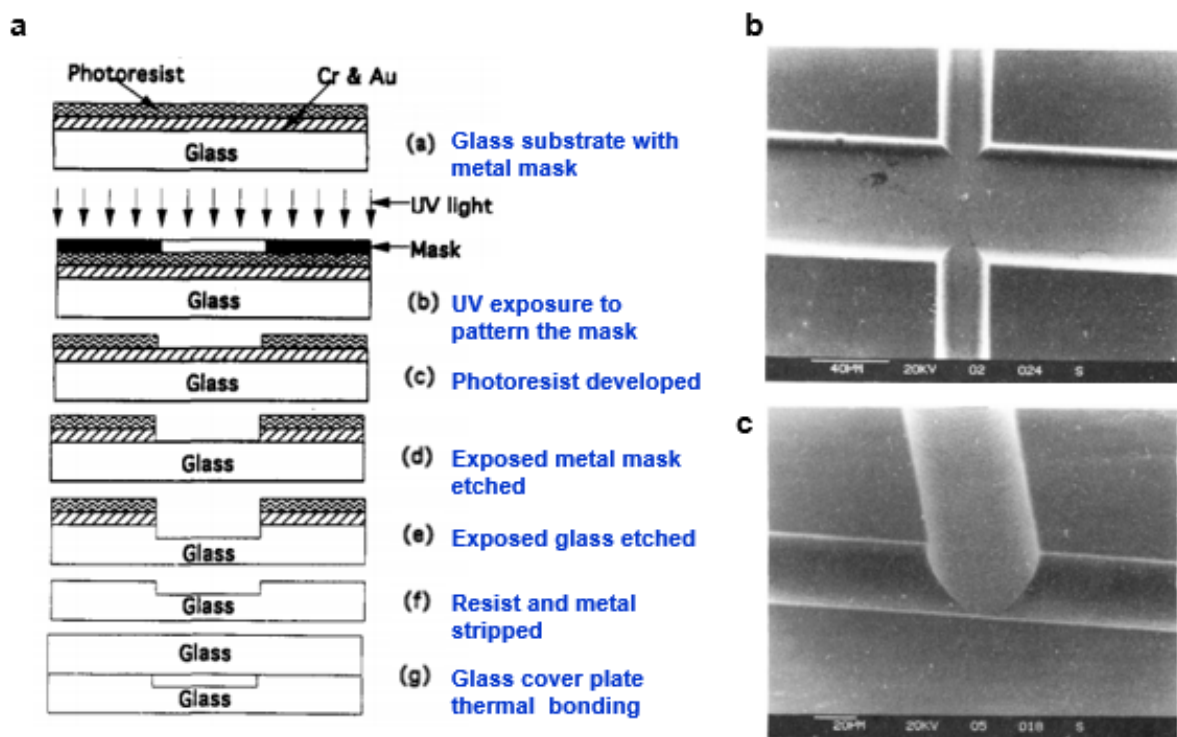 a
Photoresist
Cr & Au
Glass
(a) Glass substrate with
metal mask
UV light
Mask
Glass
(b) UV exposure to
pattern the mask
Glass
(c) Photoresist developed
Glass
(d) Exposed metal mask
etched
Glass
(e) Exposed glass etched
Glass
(f) Resist and metal
stripped
Glass
Glass
(g) Glass cover plate
thermal bonding
b
40MM 20KV 02 024 S
c
20MM 20KV 05 018 S